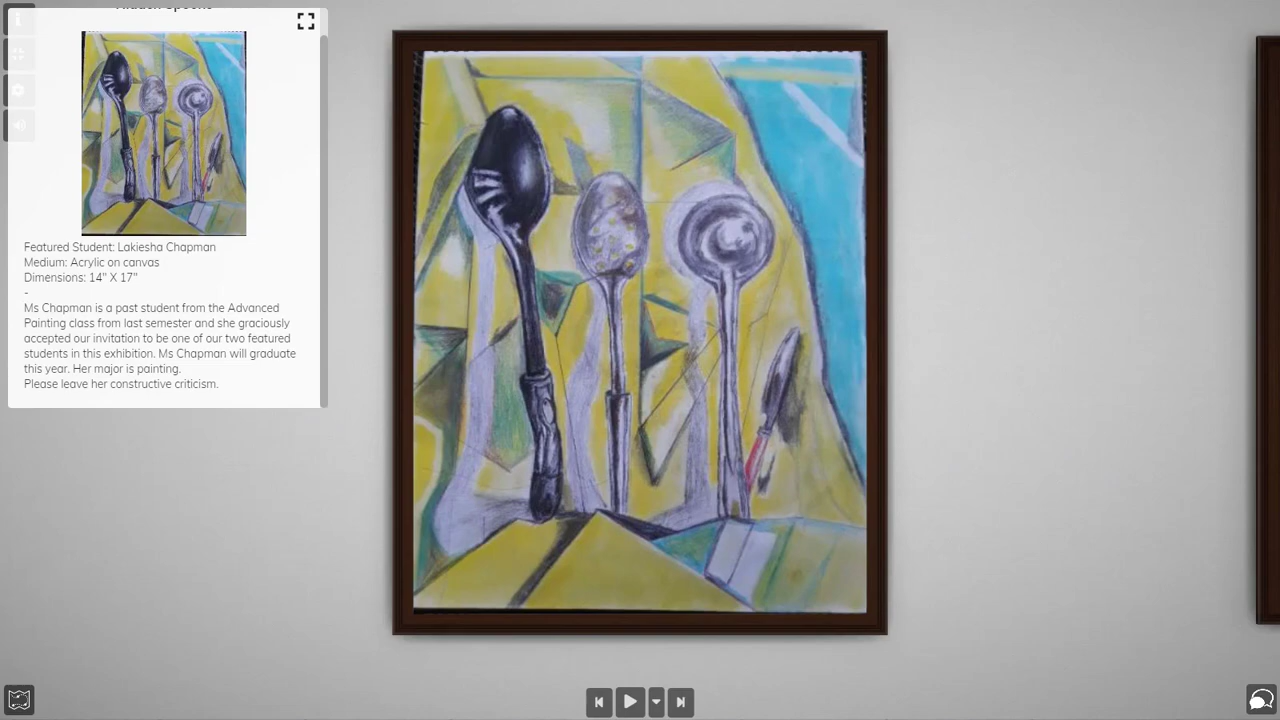 Featured Student: Lakiesha Chapman
Medium: Acrylic on canvas
Dimensions: 14" X 17"
-
Ms Chapman is a past student from the Advanced
Painting class from last semester and she graciously
accepted our invitation to be one of our two featured
students in this exhibition. Ms Chapman will graduate
this year. Her major is painting.
Please leave her constructive criticism.